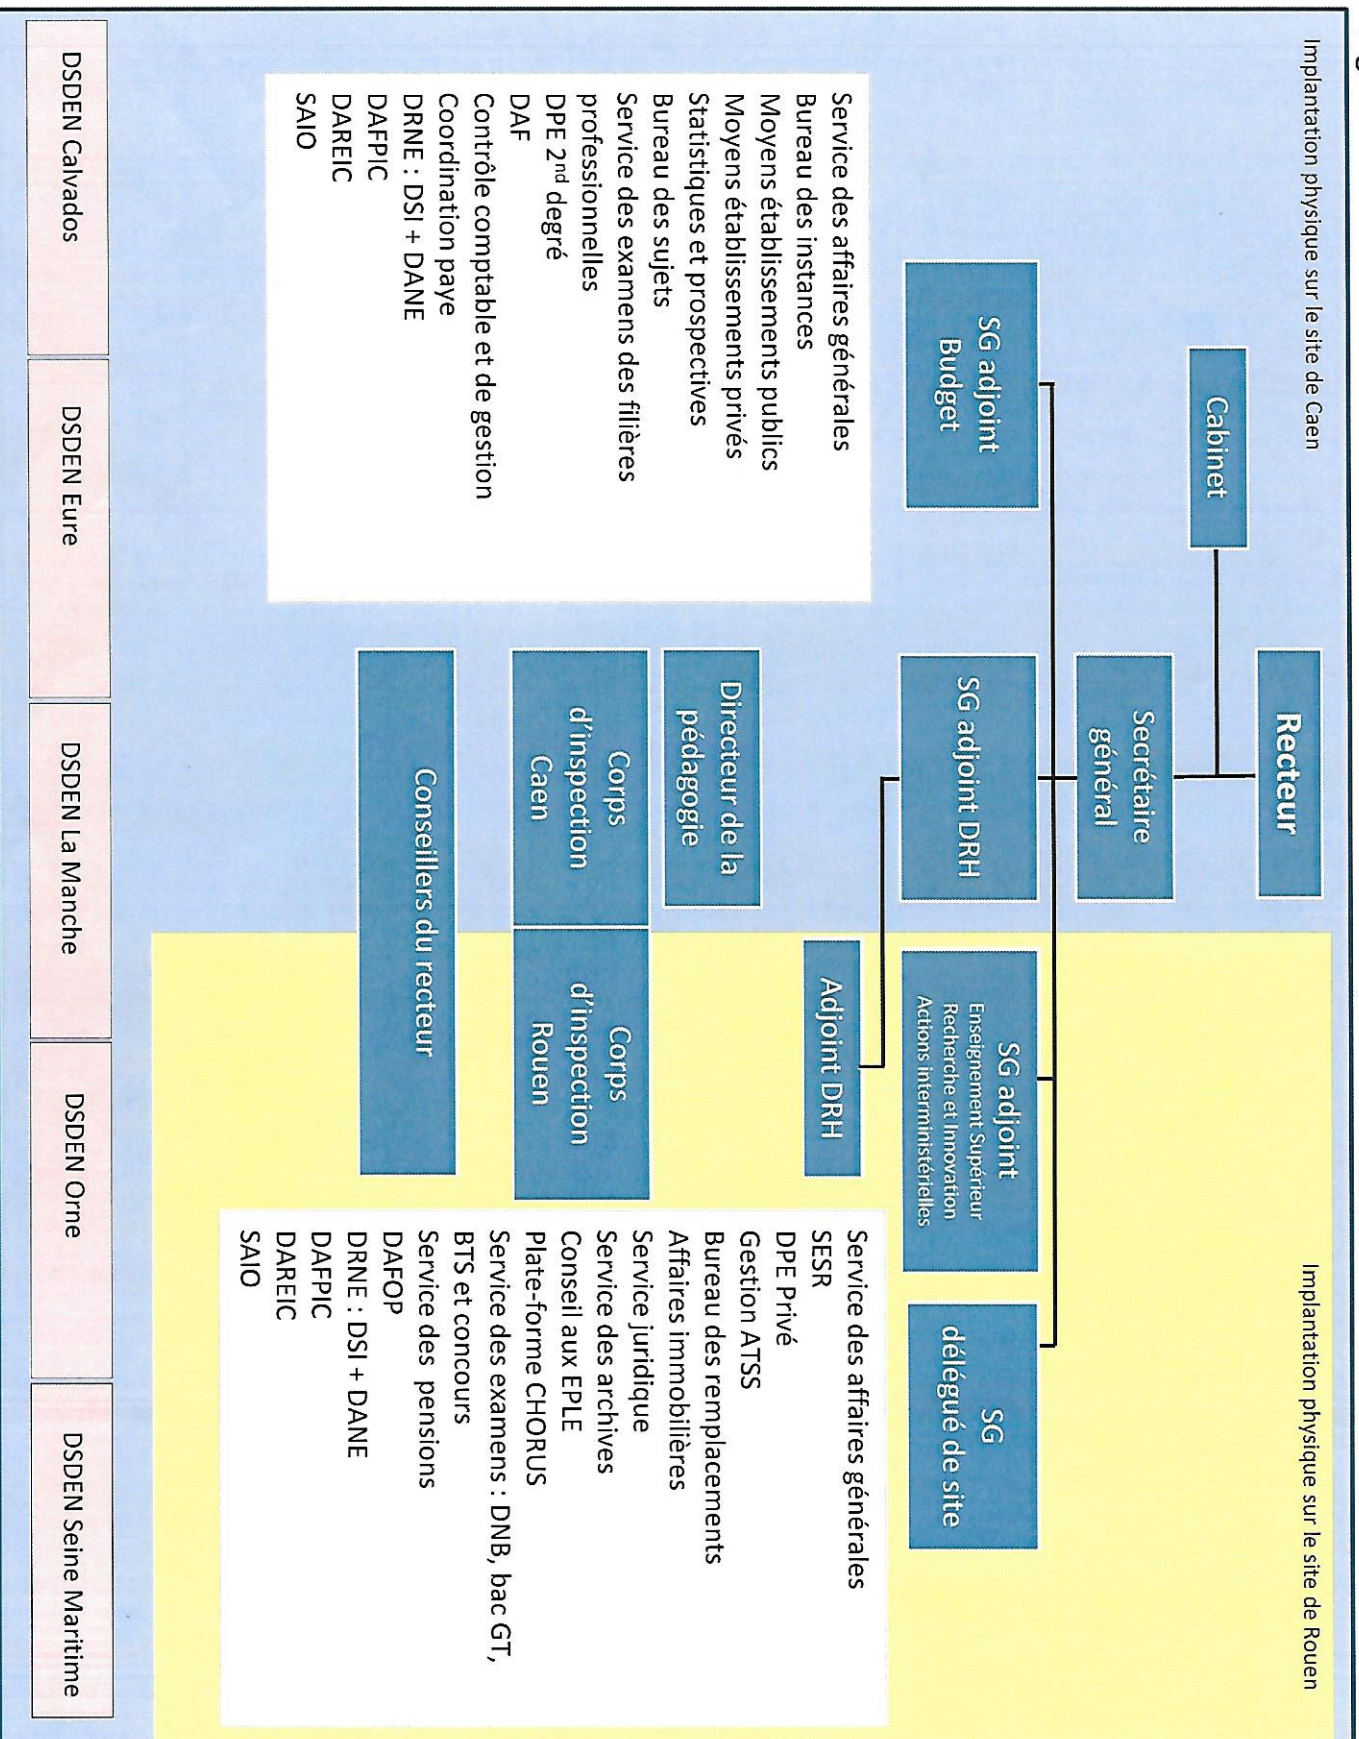 Implantation physique sur le site de Caen
Implantation physique sur le site de Rouen
Recteur
Cabinet
Secrétaire
général
SG adjoint
Budget
SG adjoint DRH
SG adjoint
Enseignement Supérieur
Recherche et Innovation
Actions interministérielles
SG
délégué de site
Adjoint DRH
Service des affaires générales
Bureau des instances
Moyens établissements publics
Moyens établissements privés
Statistiques et prospectives
Bureau des sujets
Service des examens des filières
professionnelles
DPE 2nd degré
DAF
Contrôle comptable et de gestion
Coordination paye
DRNE : DSI + DANE
DAFPIC
DAREIC
SAIO
Directeur de la
pédagogie
Corps
d'inspection
Caen
Corps
d'inspection
Rouen
Conseillers du recteur
Service des affaires générales
SESR
DPE Privé
Gestion ATSS
Bureau des remplacements
Affaires immobilières
Service juridique
Service des archives
Conseil aux EPLE
Plate-forme CHORUS
Service des examens : DNB, bac GT,
BTS et concours
Service des pensions
DAFOP
DRNE : DSI + DANE
DAFPIC
DAREIC
SAIO
DSDEN Calvados
DSDEN Eure
DSDEN La Manche
DSDEN Orne
DSDEN Seine Maritime